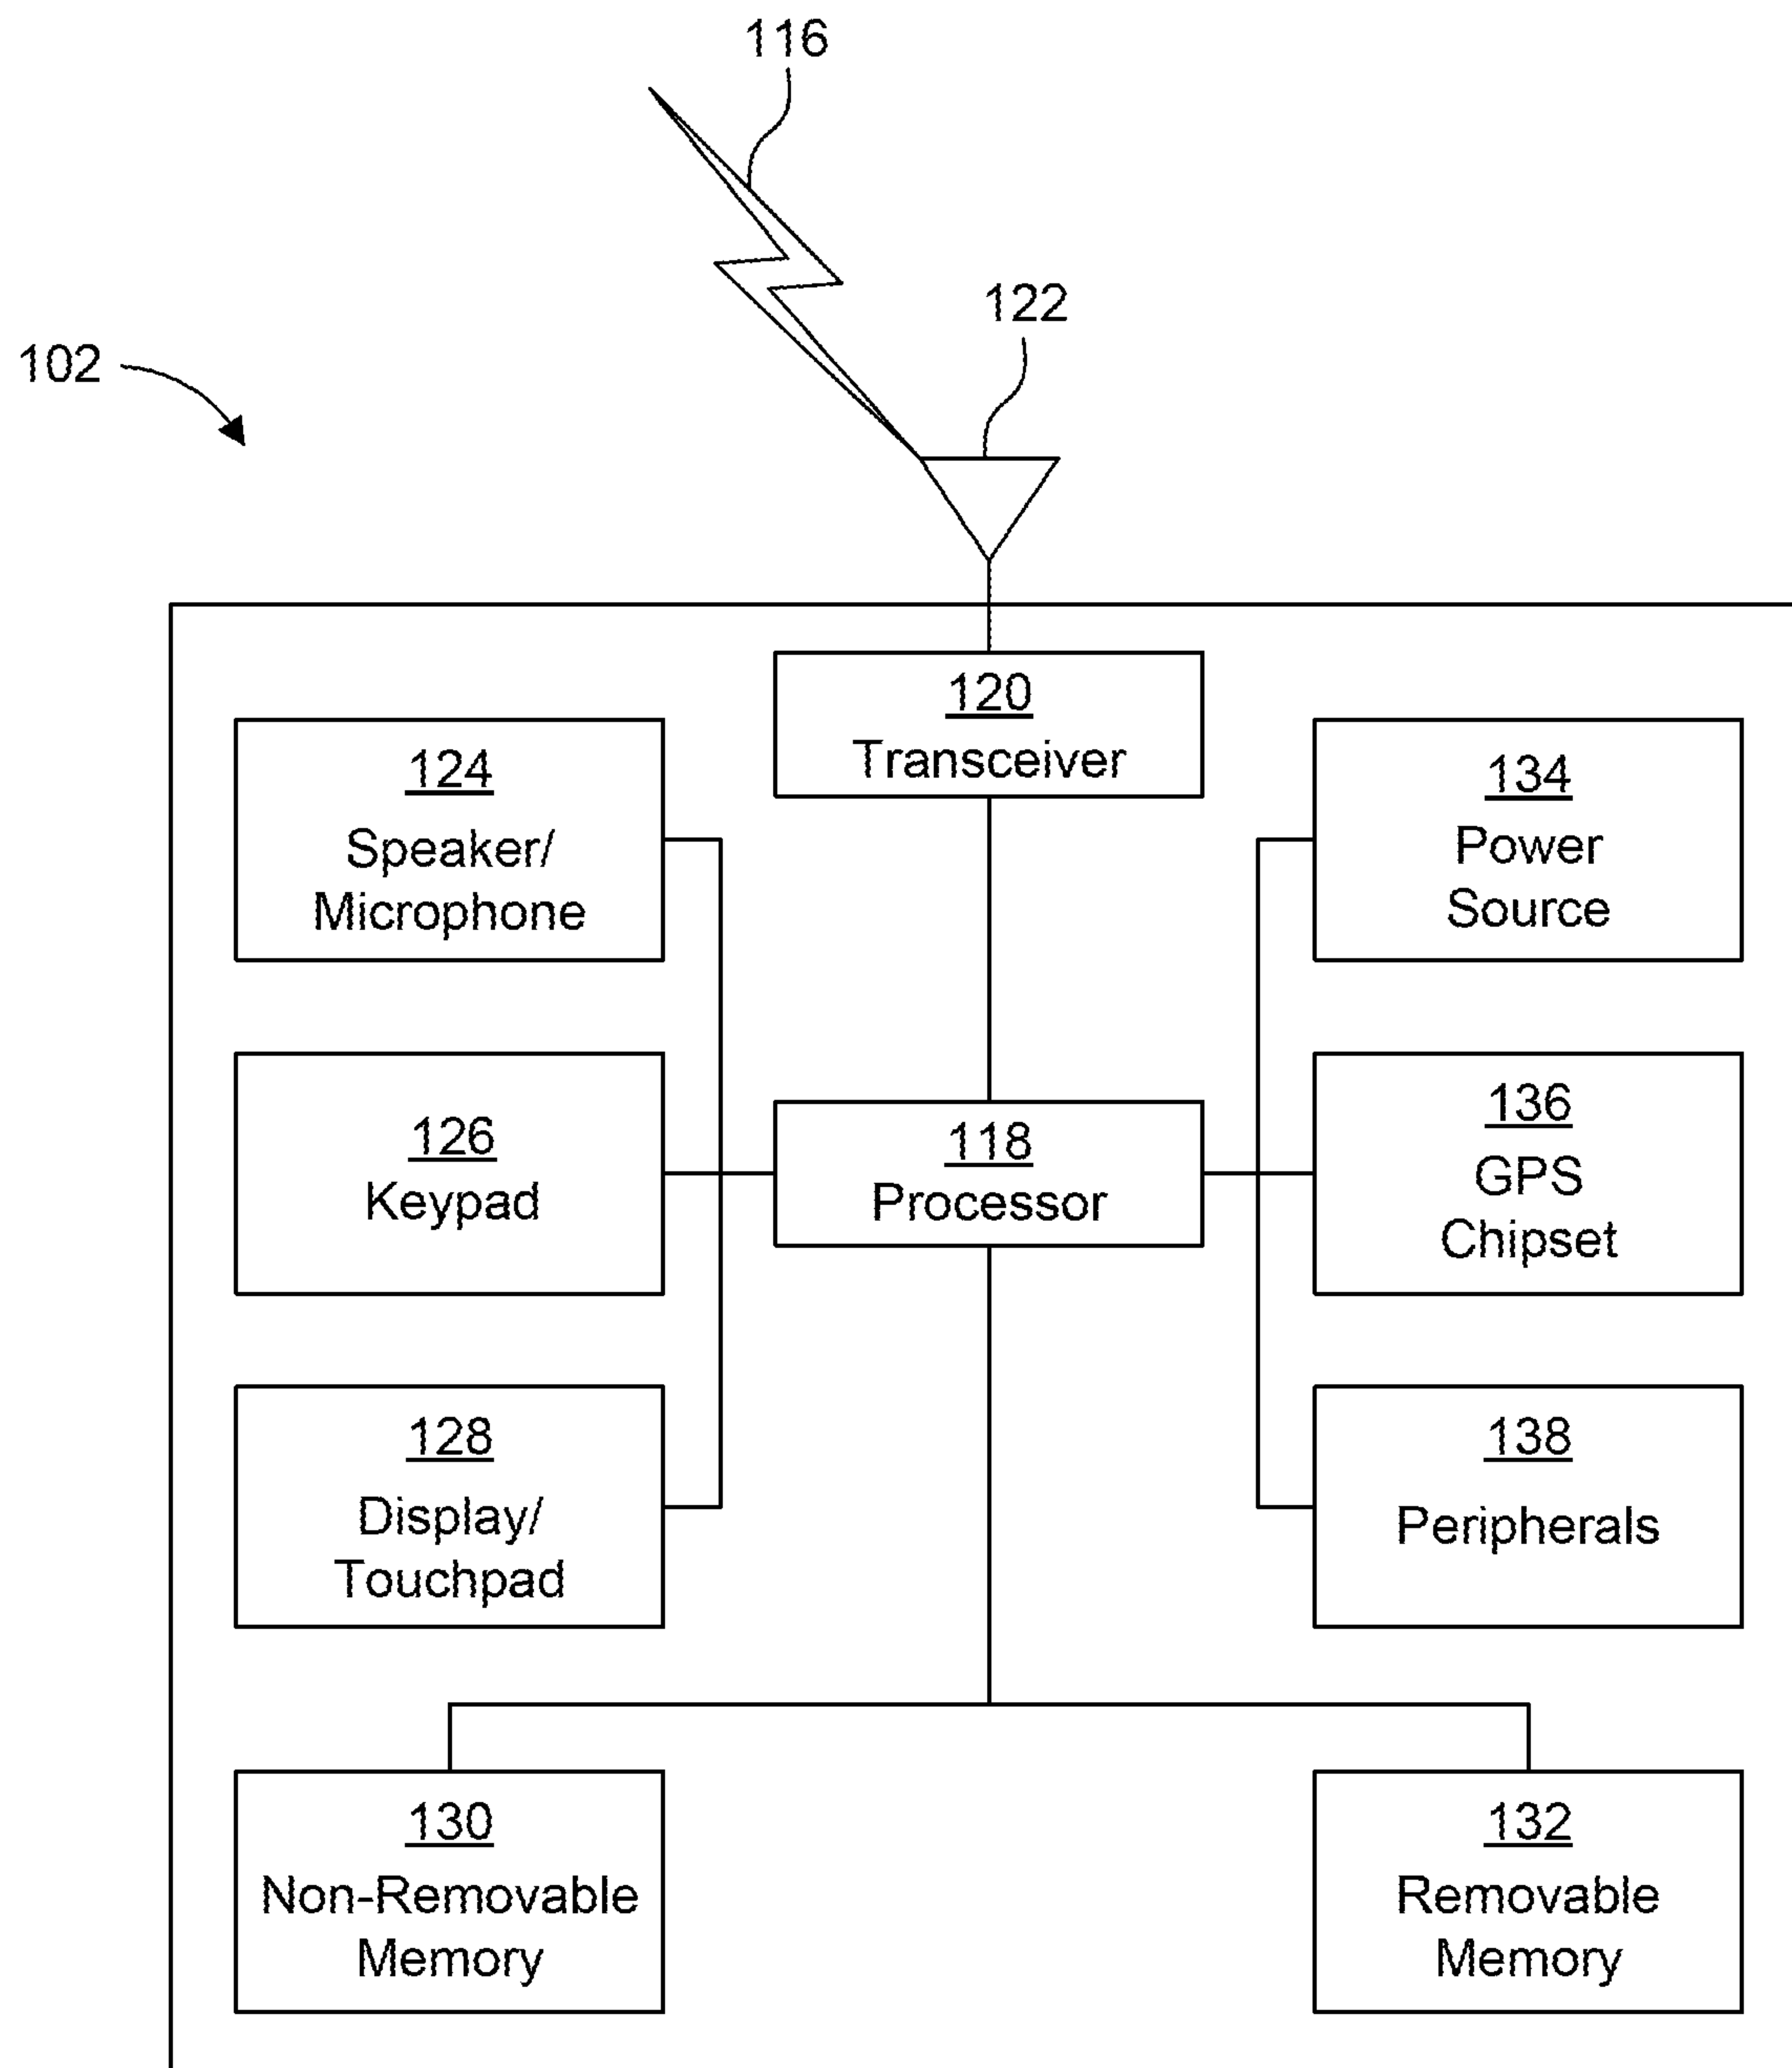 116
122
102
120
Transceiver
124
Speaker/
Microphone
134
Power
Source
126
Keypad
118
Processor
136
GPS
Chipset
128
Display/
Touchpad
138
Peripherals
130
Non-Removable
Memory
132
Removable
Memory